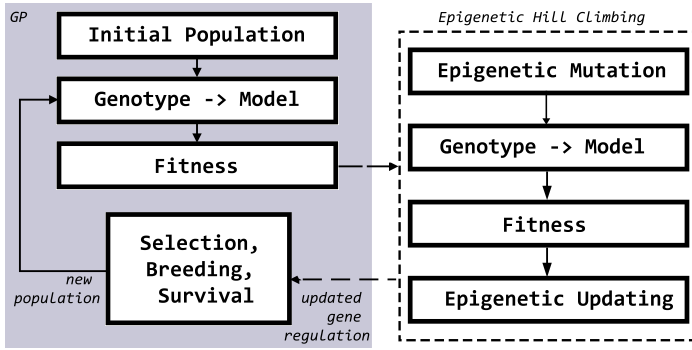 GP
Initial Population
Genotype -> Model
Fitness
Selection,
Breeding,
Survival
new
population
updated
gene
regulation
Epigenetic Hill Climbing
Epigenetic Mutation
Genotype -> Model
Fitness
Epigenetic Updating